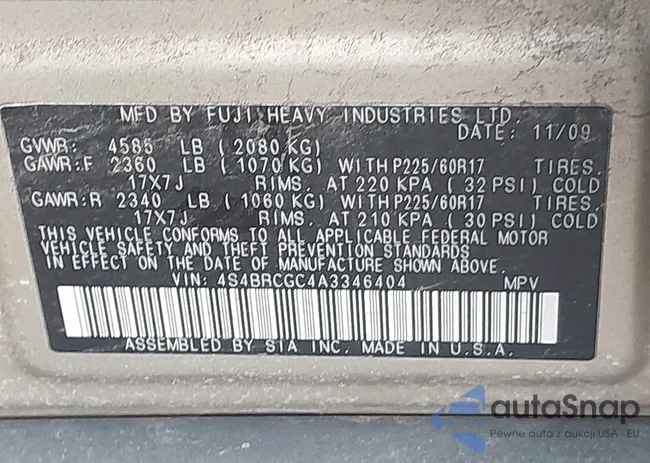 MFD BY FUJI HEAVY INDUSTRIES LTD.
DATE: 11/09
GVWR: 4585 LB ( 2080 KG)
GAWR:F 2360 LB ( 1070 KG) WITH P225/60R17 TIRES.
17X7J RIMS. AT 220 KPA ( 32 PSI) COLD
GAWR:R 2340 LB ( 1060 KG) WITH P225/60R17 TIRES.
17X7J RIMS. AT 210 KPA ( 30 PSI) COLD
THIS VEHICLE CONFORMS TO ALL APPLICABLE FEDERAL MOTOR
VEHICLE SAFETY AND THEFT PREVENTION STANDARDS
IN EFFECT ON THE DATE OF MANUFACTURE SHOWN ABOVE.
VIN: 4S4BRCGC4A3346404 MPV
ASSEMBLED BY SIA INC. MADE IN U.S.A.
autoSnap
Pewne auta z aukcji USA i EU